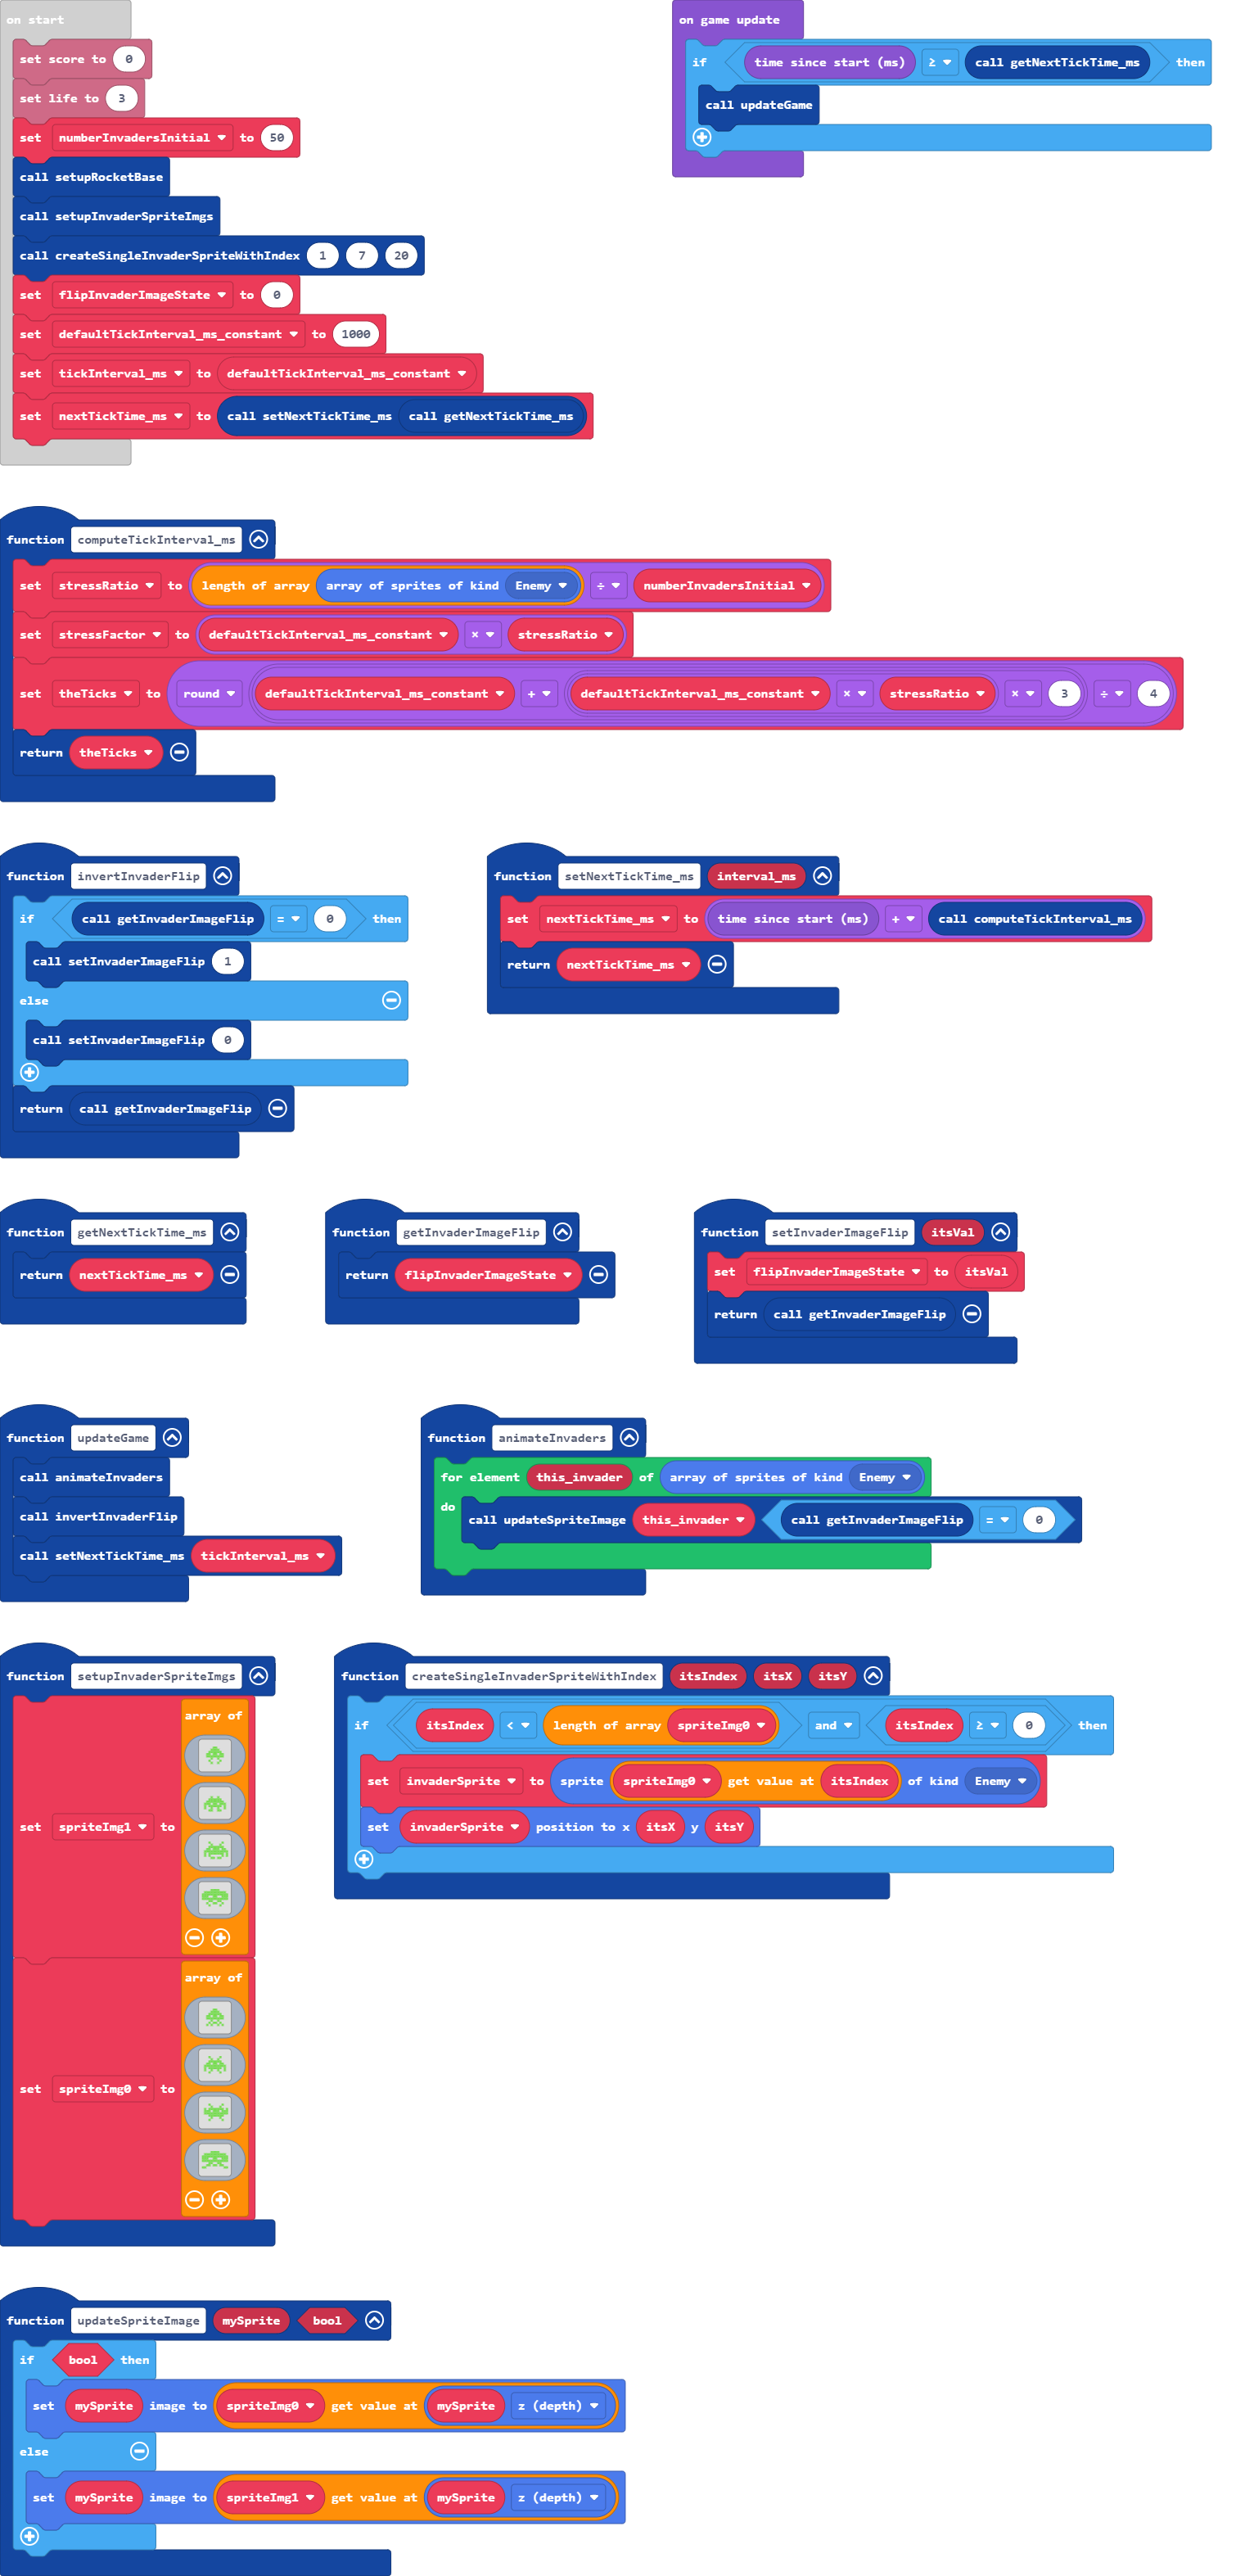 on start
set score to 0
set life to 3
set numberInvadersInitial to 50
call setupRocketBase
call setupInvaderSpriteImgs
call createSingleInvaderSpriteWithIndex 1 7 20
set flipInvaderImageState to 0
set defaultTickInterval_ms_constant to 1000
set tickInterval_ms to defaultTickInterval_ms_constant
set nextTickTime_ms to call setNextTickTime_ms call getNextTickTime_ms
on game update
if time since start (ms) ≥ call getNextTickTime_ms then
call updateGame
function computeTickInterval_ms
set stressRatio to length of array array of sprites of kind Enemy ÷ numberInvadersInitial
set stressFactor to defaultTickInterval_ms_constant × stressRatio
set theTicks to round defaultTickInterval_ms_constant + defaultTickInterval_ms_constant × stressRatio × 3 ÷ 4
return theTicks
function invertInvaderFlip
if call getInvaderImageFlip = 0 then
call setInvaderImageFlip 1
else
call setInvaderImageFlip 0
return call getInvaderImageFlip
function setNextTickTime_ms interval_ms
set nextTickTime_ms to time since start (ms) + call computeTickInterval_ms
return nextTickTime_ms
function getNextTickTime_ms
return nextTickTime_ms
function getInvaderImageFlip
return flipInvaderImageState
function setInvaderImageFlip itsVal
set flipInvaderImageState to itsVal
return call getInvaderImageFlip
function updateGame
call animateInvaders
call invertInvaderFlip
call setNextTickTime_ms tickInterval_ms
function animateInvaders
for element this_invader of array of sprites of kind Enemy
do call updateSpriteImage this_invader call getInvaderImageFlip = 0
function setupInvaderSpriteImgs
array of
set spriteImg1 to
array of
set spriteImg0 to
function createSingleInvaderSpriteWithIndex itsIndex itsX itsY
if itsIndex < length of array spriteImg0 and itsIndex ≥ 0 then
set invaderSprite to sprite spriteImg0 get value at itsIndex of kind Enemy
set invaderSprite position to x itsX y itsY
function updateSpriteImage mySprite bool
if bool then
set mySprite image to spriteImg0 get value at mySprite z (depth)
else
set mySprite image to spriteImg1 get value at mySprite z (depth)